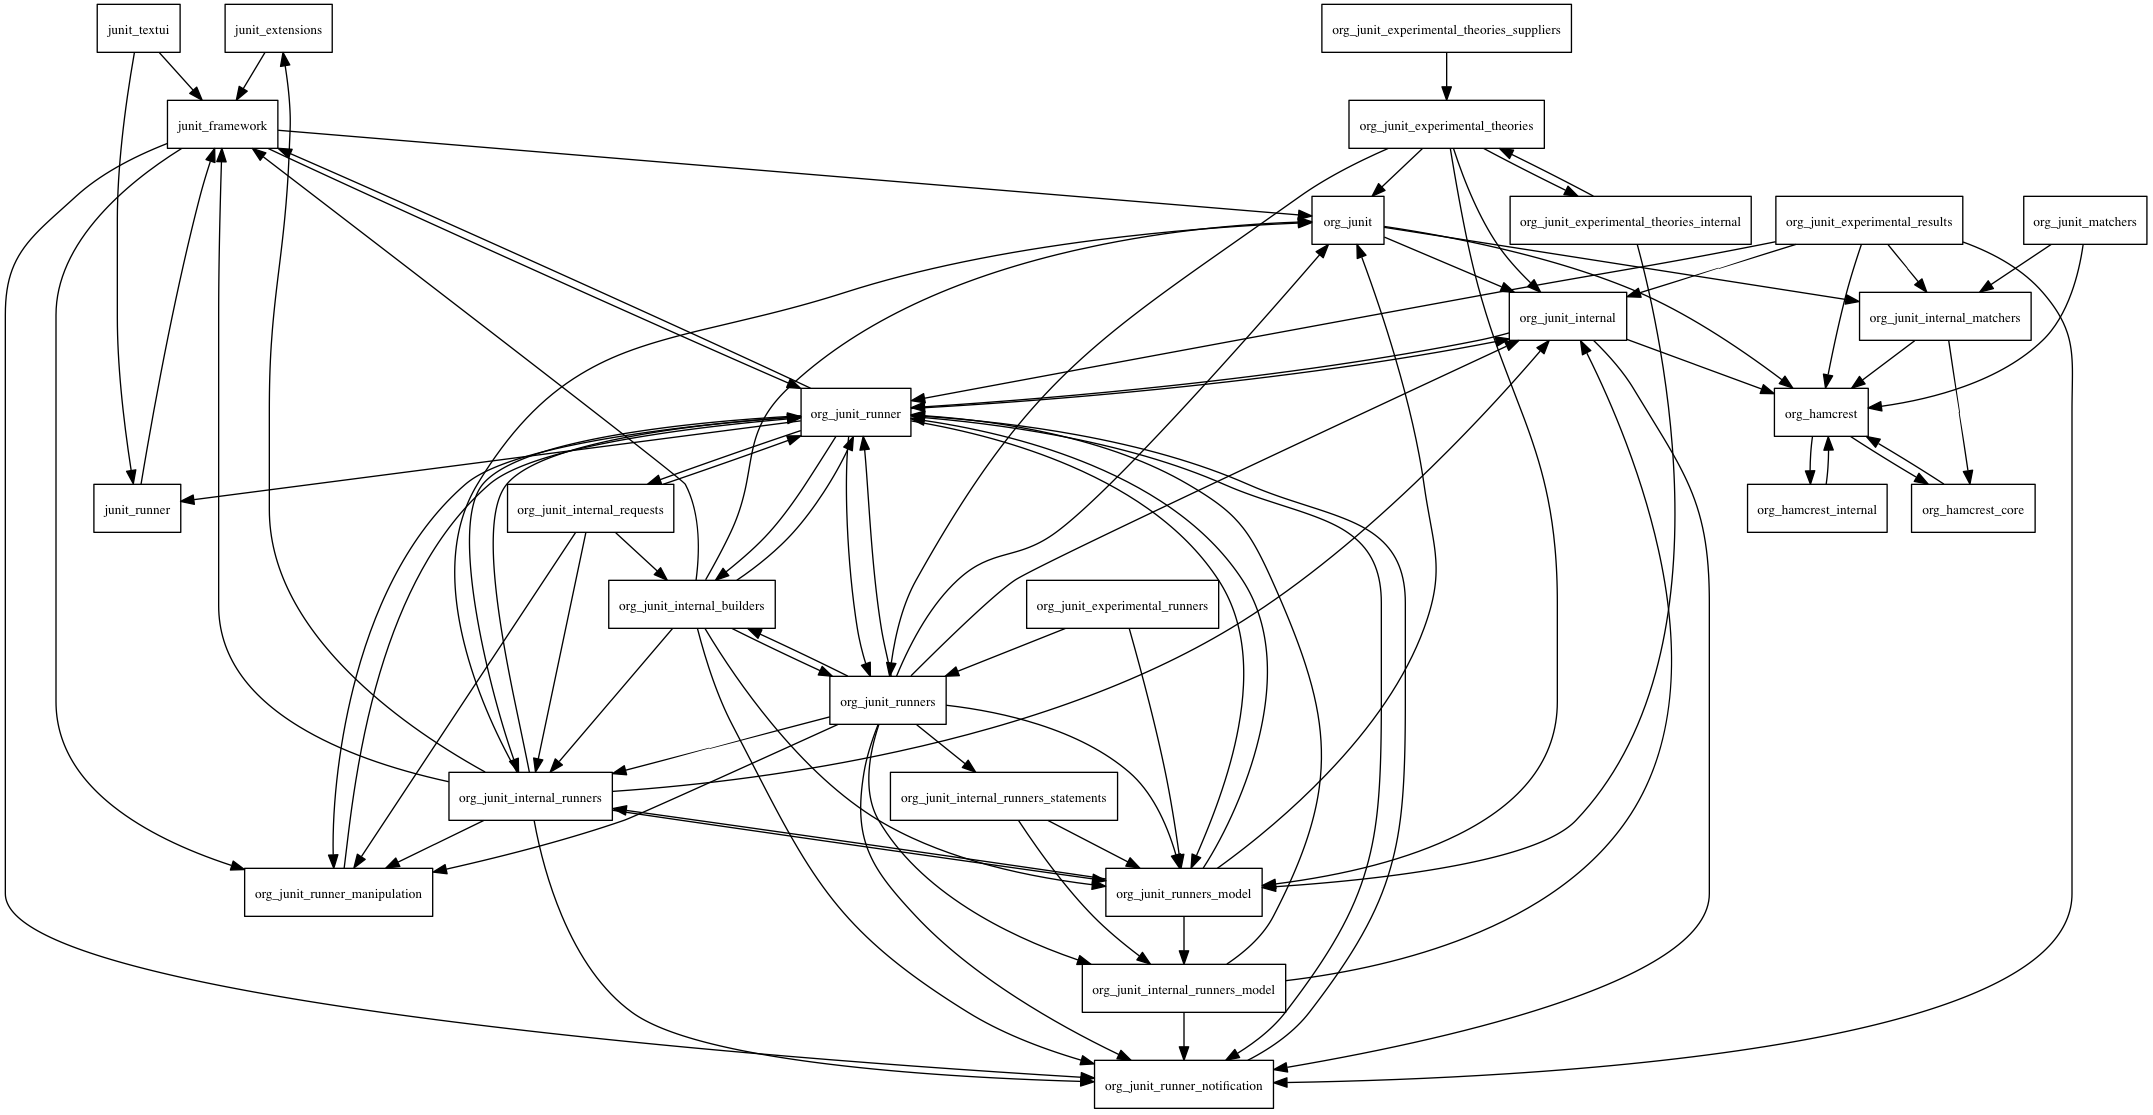 junit_textui
junit_extensions
org_junit_experimental_theories_suppliers
junit_framework
org_junit_experimental_theories
org_junit
org_junit_experimental_theories_internal
org_junit_experimental_results
org_junit_matchers
org_junit_internal
org_junit_internal_matchers
org_junit_runner
org_hamcrest
junit_runner
org_junit_internal_requests
org_hamcrest_internal
org_hamcrest_core
org_junit_internal_builders
org_junit_experimental_runners
org_junit_runners
org_junit_internal_runners
org_junit_internal_runners_statements
org_junit_runner_manipulation
org_junit_runners_model
org_junit_internal_runners_model
org_junit_runner_notification